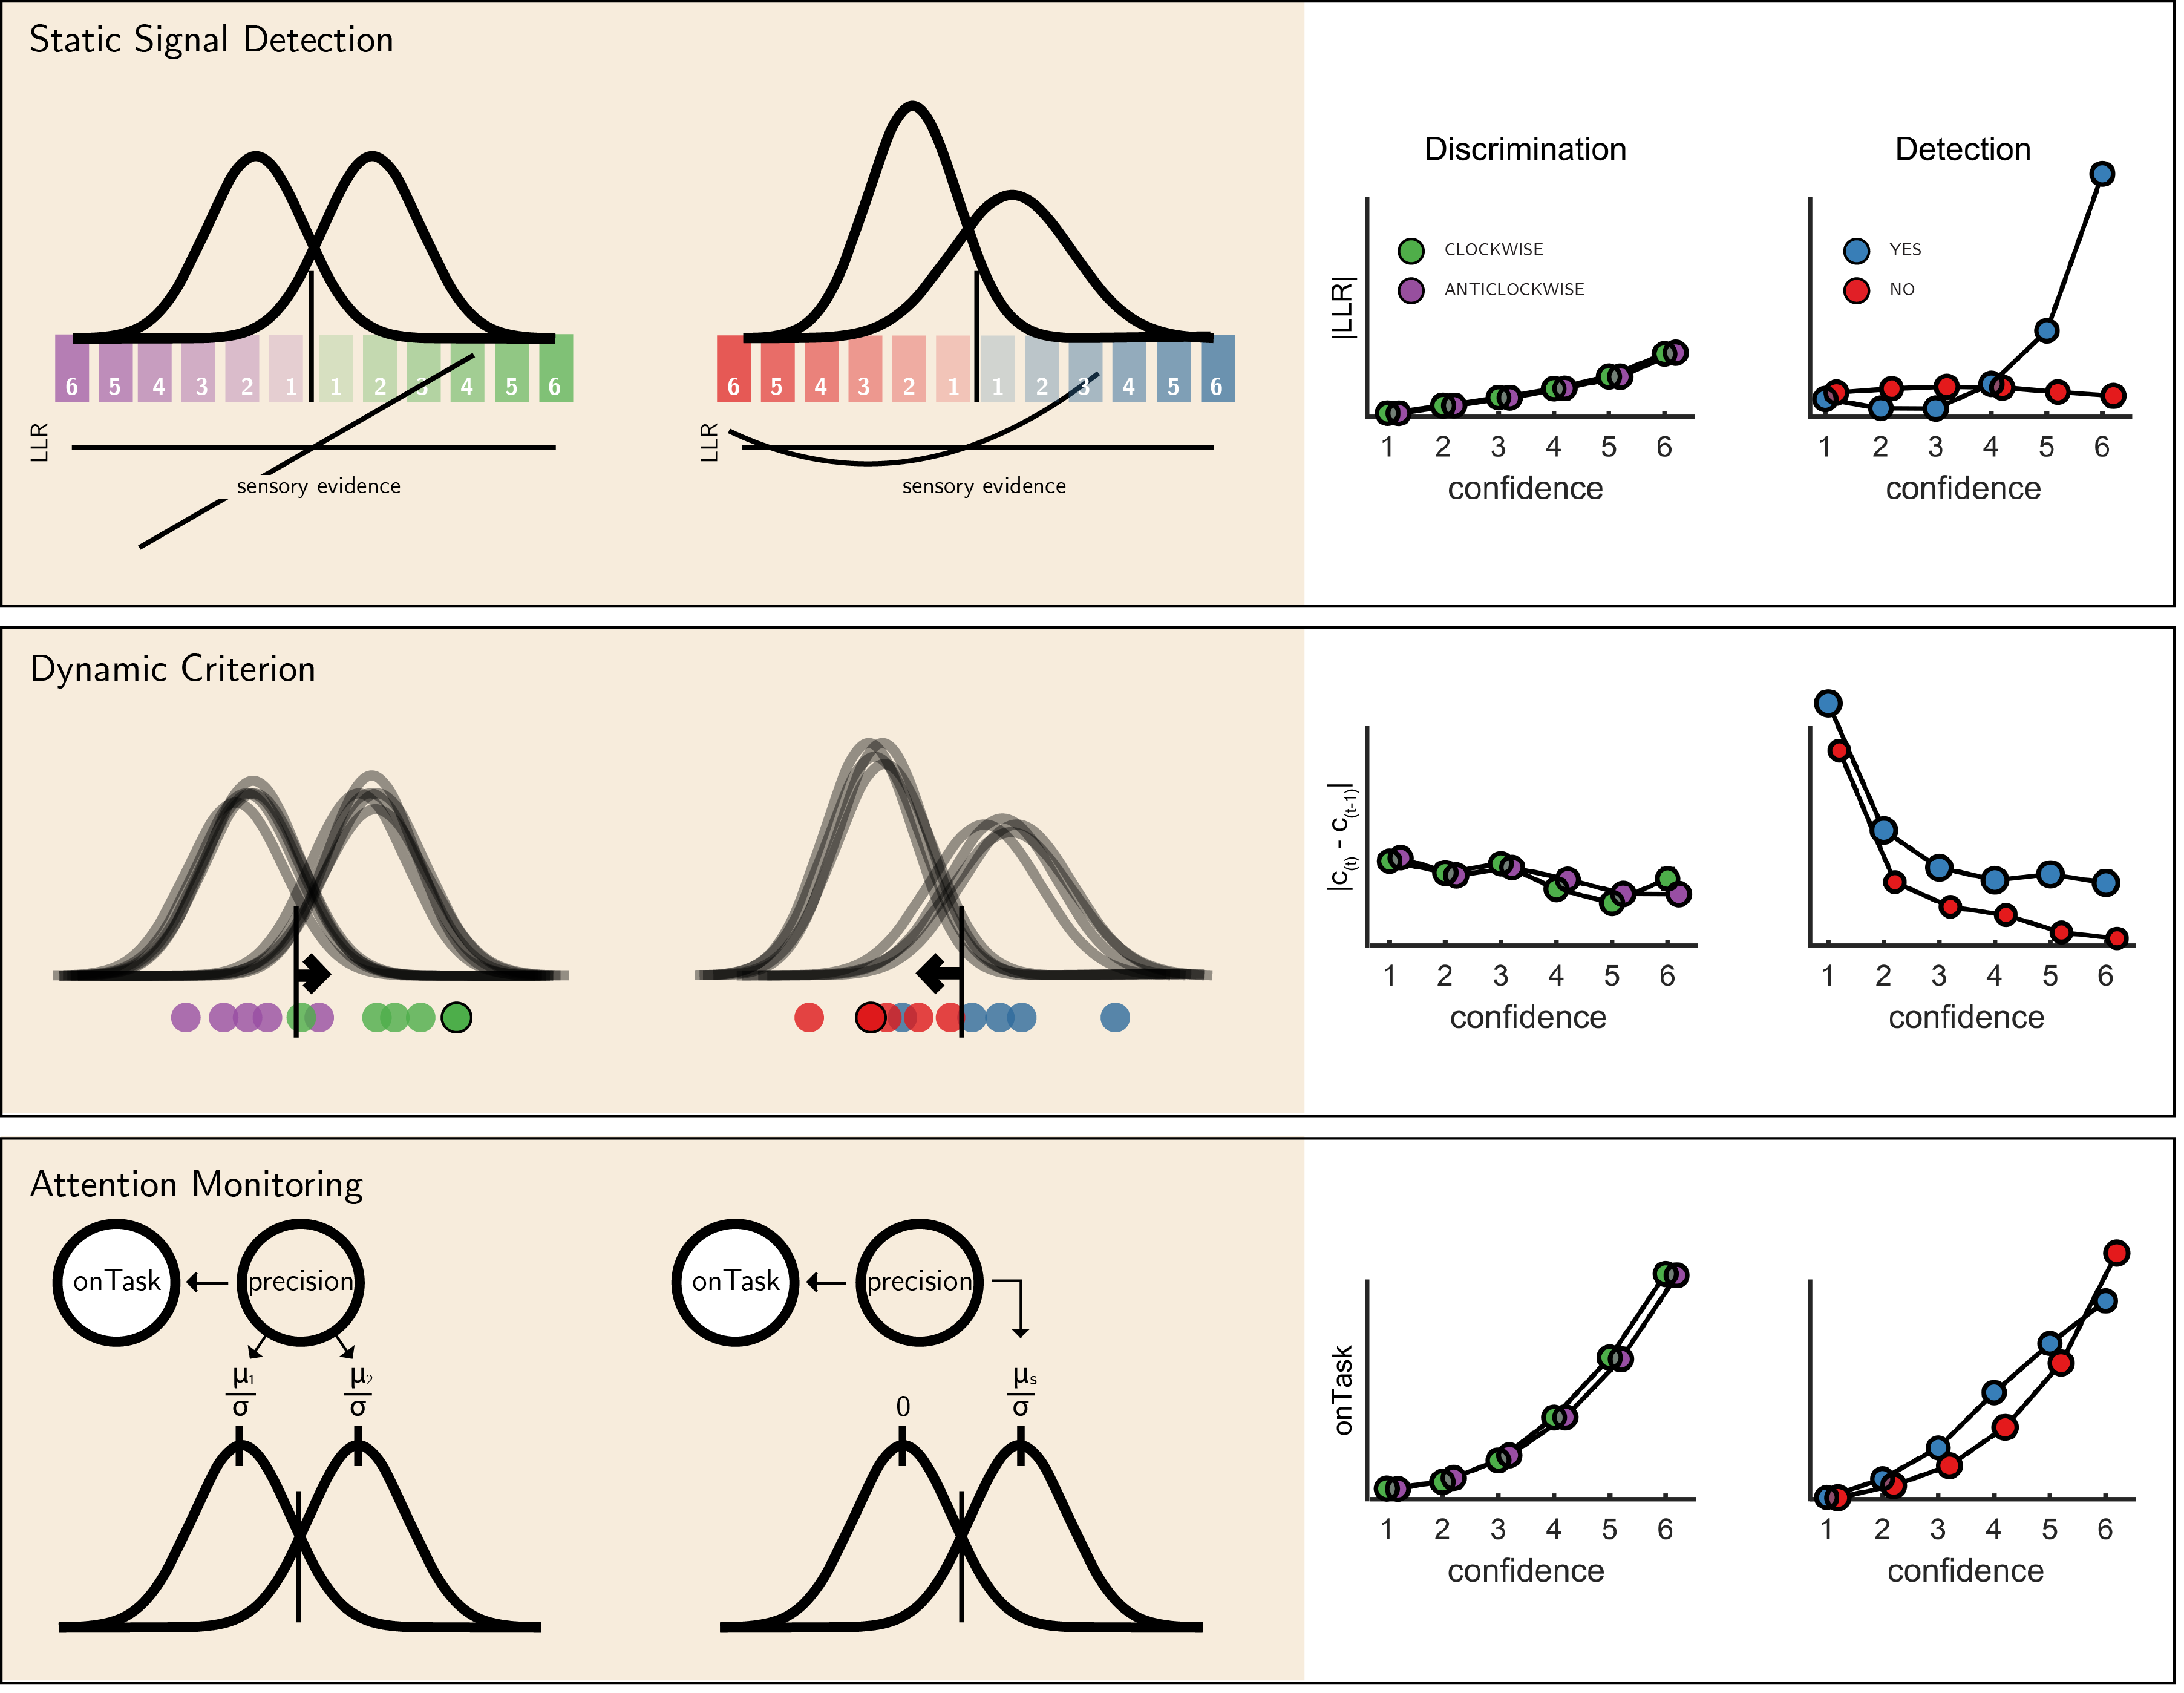 Static Signal Detection
6 5 4 3 2 1 1 2 3 4 5 6
LLR
sensory evidence
6 5 4 3 2 1 1 2 3 4 5 6
LLR
sensory evidence
Discrimination
|LLR|
CLOCKWISE
ANTICLOCKWISE
1 2 3 4 5 6
confidence
Detection
YES
NO
1 2 3 4 5 6
confidence
Dynamic Criterion
|c(t) - c(t-1)|
1 2 3 4 5 6
confidence
1 2 3 4 5 6
confidence
Attention Monitoring
onTask precision
μ1 μ2
σ σ
onTask precision
0
μs
σ
onTask
1 2 3 4 5 6
confidence
1 2 3 4 5 6
confidence